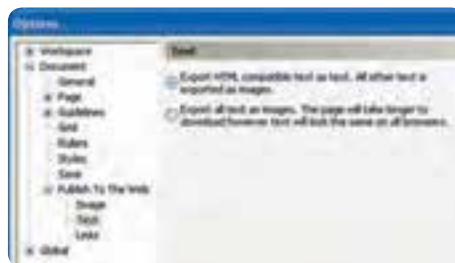 Options
Workspace
Document
General
Page
Guidelines
Grid
Rulers
Styles
Save
Publish To The Web
Image
Text
Links
Global
Text
Export HTML compatible text as text. All other text is
exported as images.
Export all text as images. The page will take longer to
download however text will look the same on all browsers.